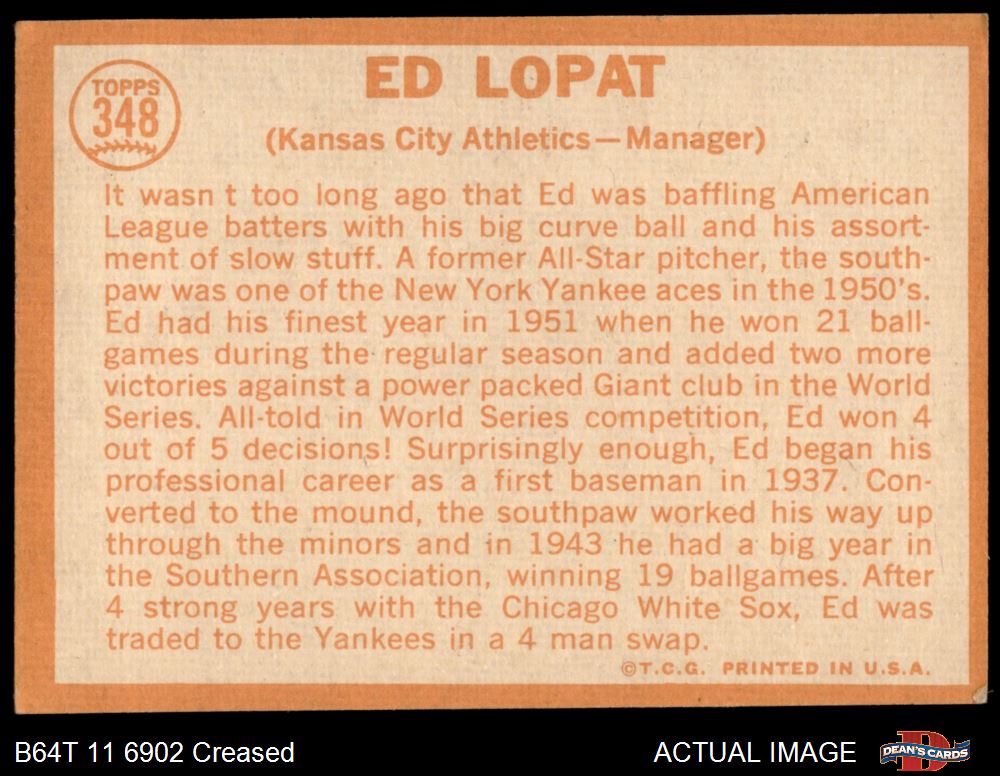 TOPPS
348
ED LOPAT
(Kansas City Athletics—Manager)
It wasn t too long ago that Ed was baffling American
League batters with his big curve ball and his assort-
ment of slow stuff. A former All-Star pitcher, the south-
paw was one of the New York Yankee aces in the 1950's.
Ed had his finest year in 1951 when he won 21 ball-
games during the regular season and added two more
victories against a power packed Giant club in the World
Series. All-told in World Series competition, Ed won 4
out of 5 decisions! Surprisingly enough, Ed began his
professional career as a first baseman in 1937. Con-
verted to the mound, the southpaw worked his way up
through the minors and in 1943 he had a big year in
the Southern Association, winning 19 ballgames. After
4 strong years with the Chicago White Sox, Ed was
traded to the Yankees in a 4 man swap.
©T.C.G. PRINTED IN U.S.A.
B64T 11 6902 Creased
ACTUAL IMAGE
DEAN'S CARDS